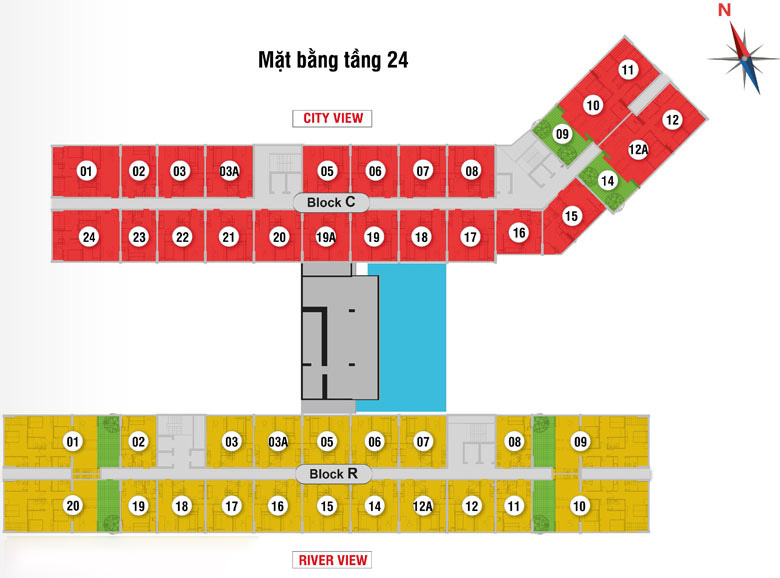 N
Mặt bằng tầng 24
CITY VIEW
11
10
12
09
12A
14
01 02 03 03A 05 06 07 08
Block C
15
24 23 22 21 20 19A 19 18 17 16
01 02 03 03A 05 06 07 08 09
Block R
20 19 18 17 16 15 14 12A 12 11 10
RIVER VIEW